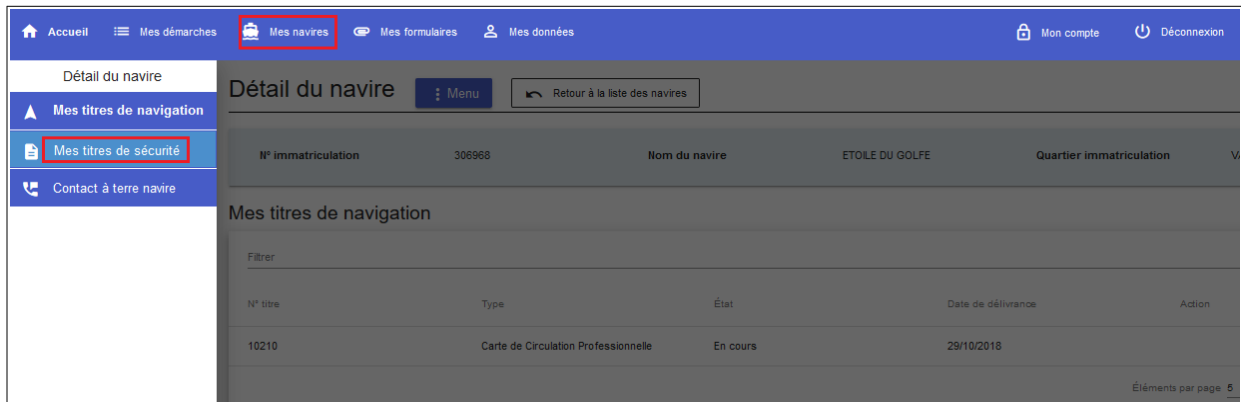 Accueil Mes démarches Mes navires Mes formulaires Mes données Mon compte Déconnexion
Détail du navire
Mes titres de navigation
Mes titres de sécurité
Contact à terre navire
Détail du navire Menu Retour à la liste des navires
N° immatriculation 306968 Nom du navire ETOILE DU GOLFE Quartier immatriculation
Mes titres de navigation
Filtrer
N° titre Type État Date de délivrance Action
10210 Carte de Circulation Professionnelle En cours 29/10/2018
Éléments par page 5